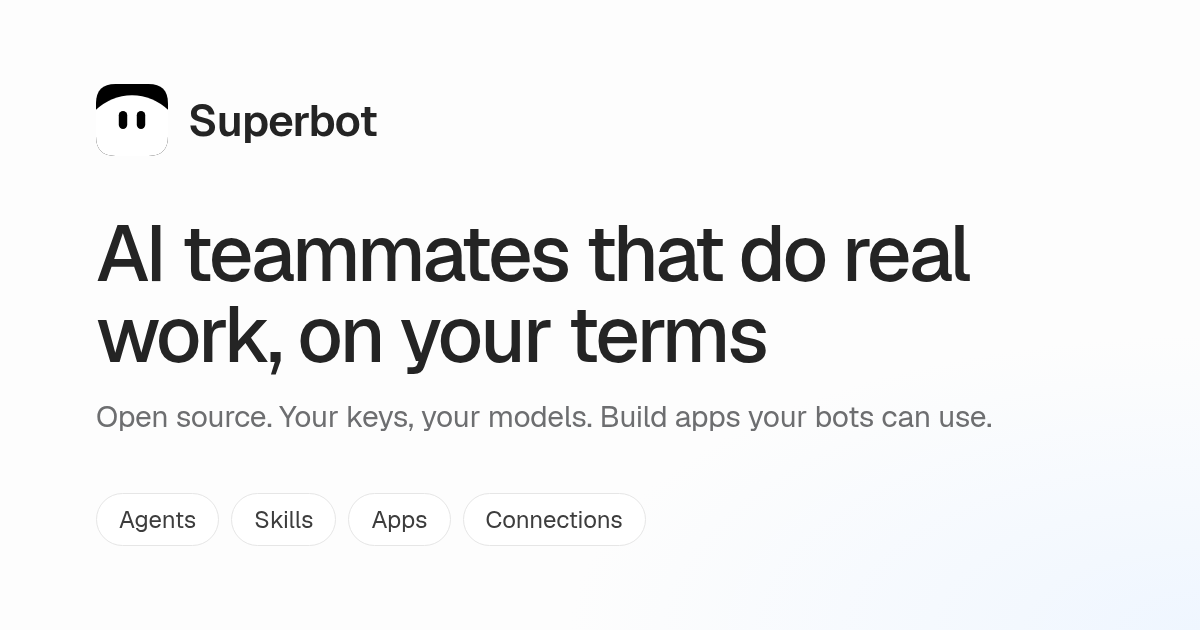 Superbot
AI teammates that do real
work, on your terms
Open source. Your keys, your models. Build apps your bots can use.
Agents
Skills
Apps
Connections